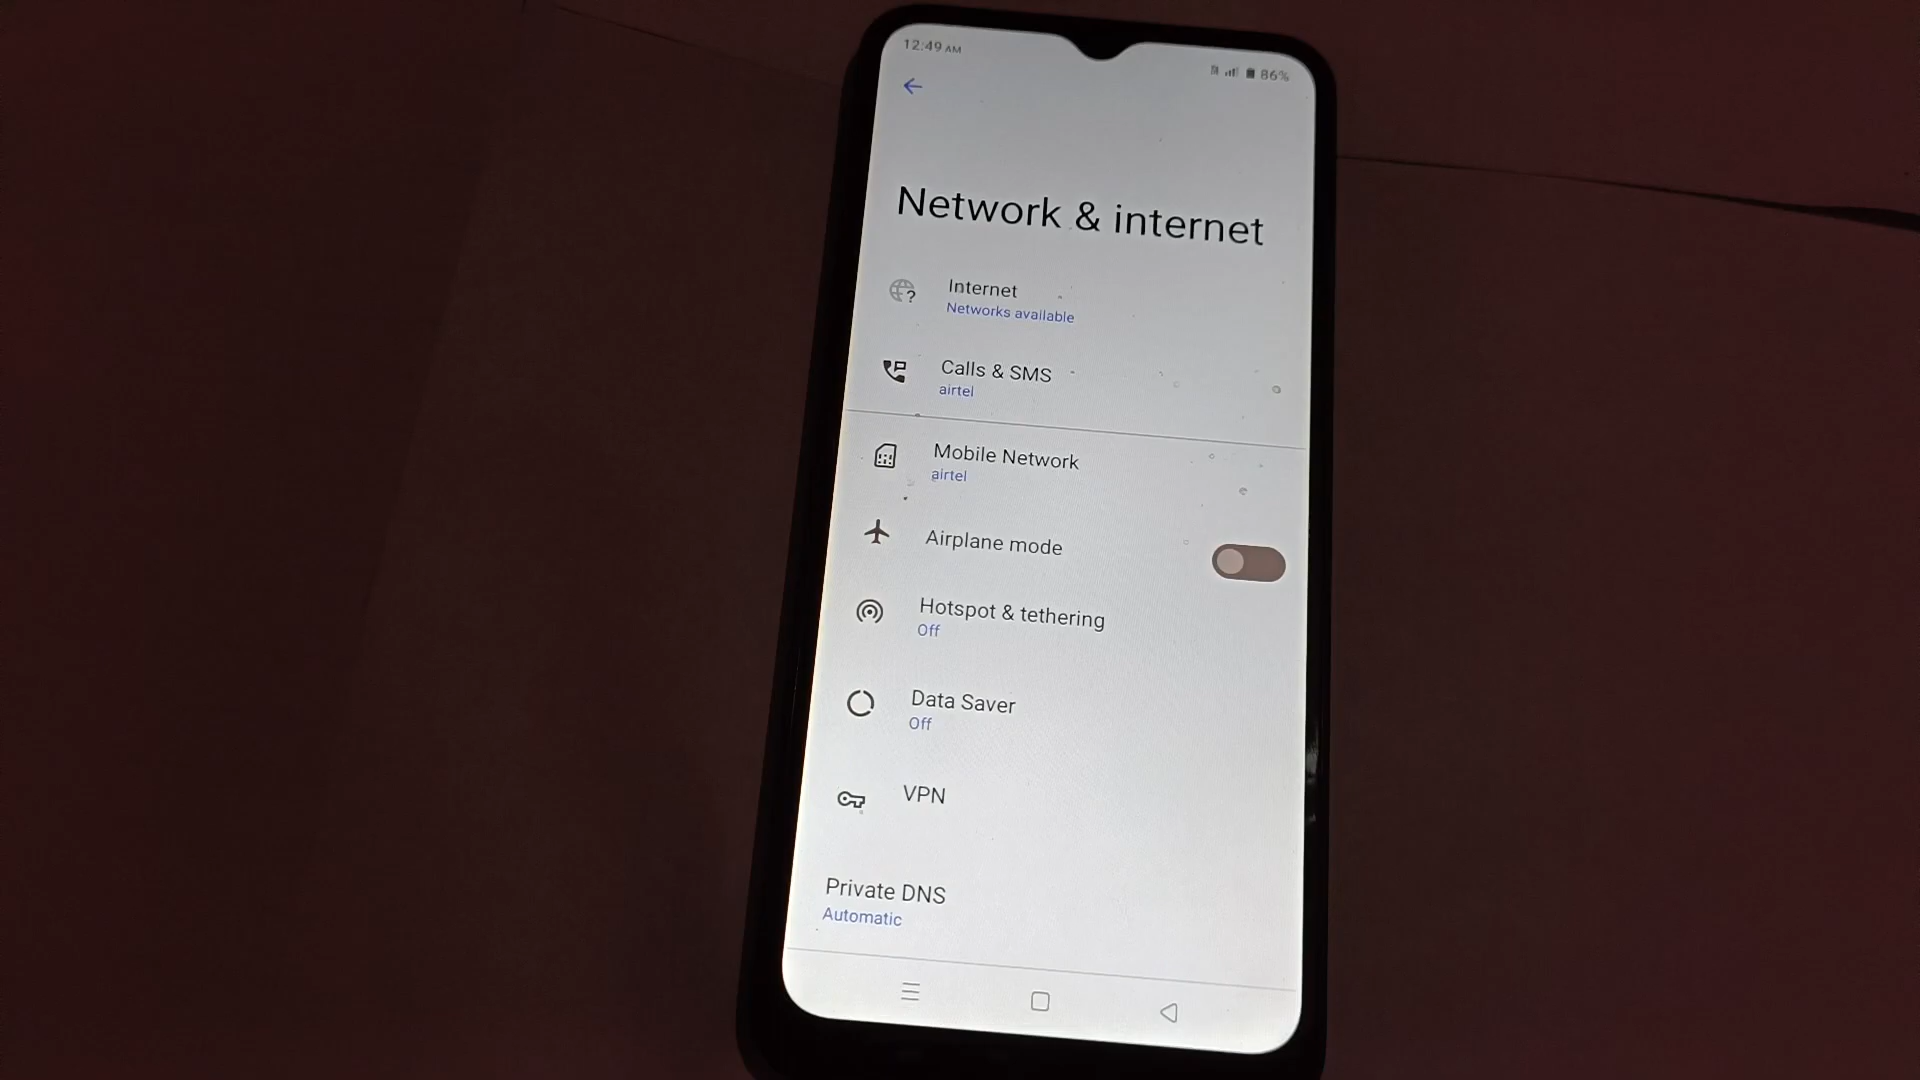 12:49 AM
86%
Network & internet
Internet
Networks available
Calls & SMS
airtel
Mobile Network
airtel
Airplane mode
Hotspot & tethering
Off
Data Saver
Off
VPN
Private DNS
Automatic